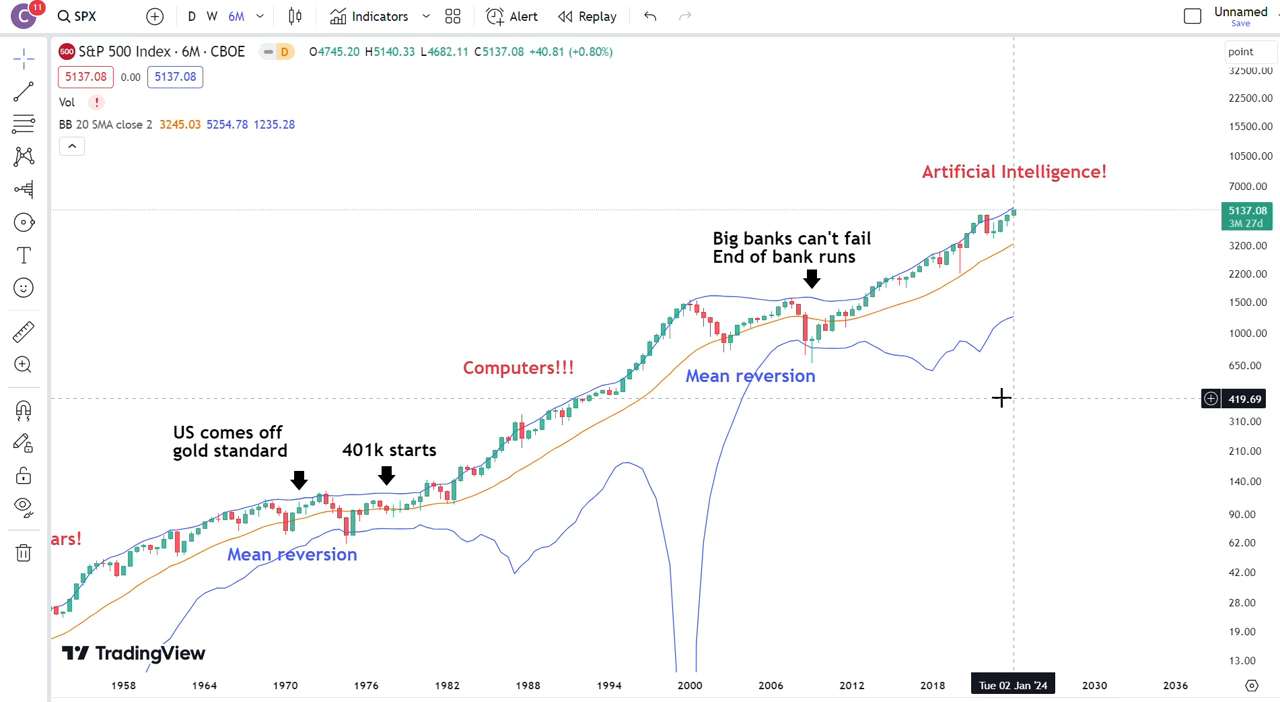 C
11
SPX
D W 6M
Indicators
Alert
Replay
Unnamed
Save
500 S&P 500 Index · 6M · CBOE
D
O4745.20 H5140.33 L4682.11 C5137.08 +40.81 (+0.80%)
5137.08 0.00 5137.08
Vol !
BB 20 SMA close 2 3245.03 5254.78 1235.28
point
32500.00
22500.00
15500.00
10500.00
Artificial Intelligence!
7000.00
5137.08
3M 27d
Big banks can't fail
End of bank runs
3200.00
2200.00
1500.00
1000.00
650.00
Computers!!!
Mean reversion
419.69
310.00
US comes off
gold standard
401k starts
210.00
140.00
90.00
ars!
Mean reversion
62.00
42.00
28.00
19.00
TradingView
13.00
1958 1964 1970 1976 1982 1988 1994 2000 2006 2012 2018 Tue 02 Jan '24 2030 2036